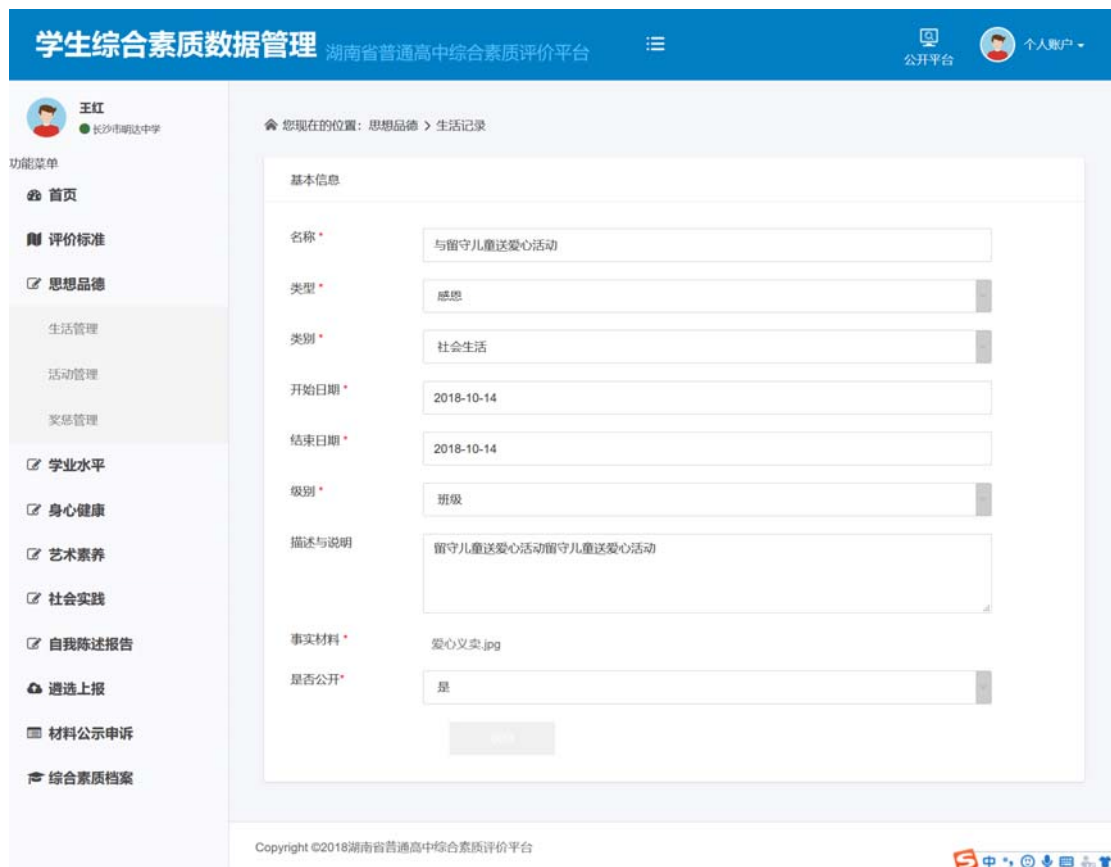 学生综合素质数据管理 湖南省普通高中综合素质评价平台
公开平台
个人账户
王红
长沙市明达中学
功能菜单
首页
评价标准
思想品德
生活管理
活动管理
奖惩管理
学业水平
身心健康
艺术素养
社会实践
自我陈述报告
遴选上报
材料公示申诉
综合素质档案
您现在的位置：思想品德 > 生活记录
基本信息
名称 * 与留守儿童送爱心活动
类型 * 感恩
类别 * 社会生活
开始日期 * 2018-10-14
结束日期 * 2018-10-14
级别 * 班级
描述与说明 留守儿童送爱心活动留守儿童送爱心活动
事实材料 * 爱心义卖.jpg
是否公开* 是
Copyright ©2018湖南省普通高中综合素质评价平台
中